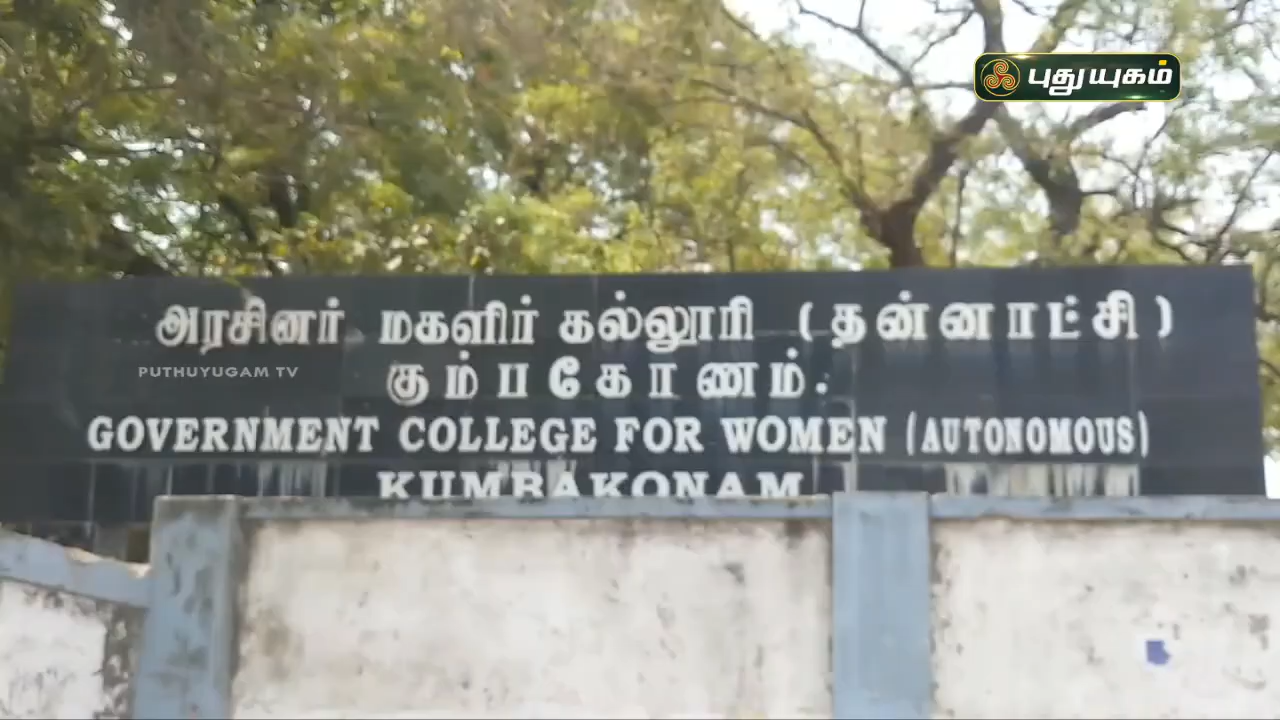 புதுயுகம்
அரசினர் மகளிர் கல்லூரி (தன்னாட்சி)
PUTHUYUGAM TV
கும்பகோணம்.
GOVERNMENT COLLEGE FOR WOMEN (AUTONOMOUS)
KUMBAKONAM